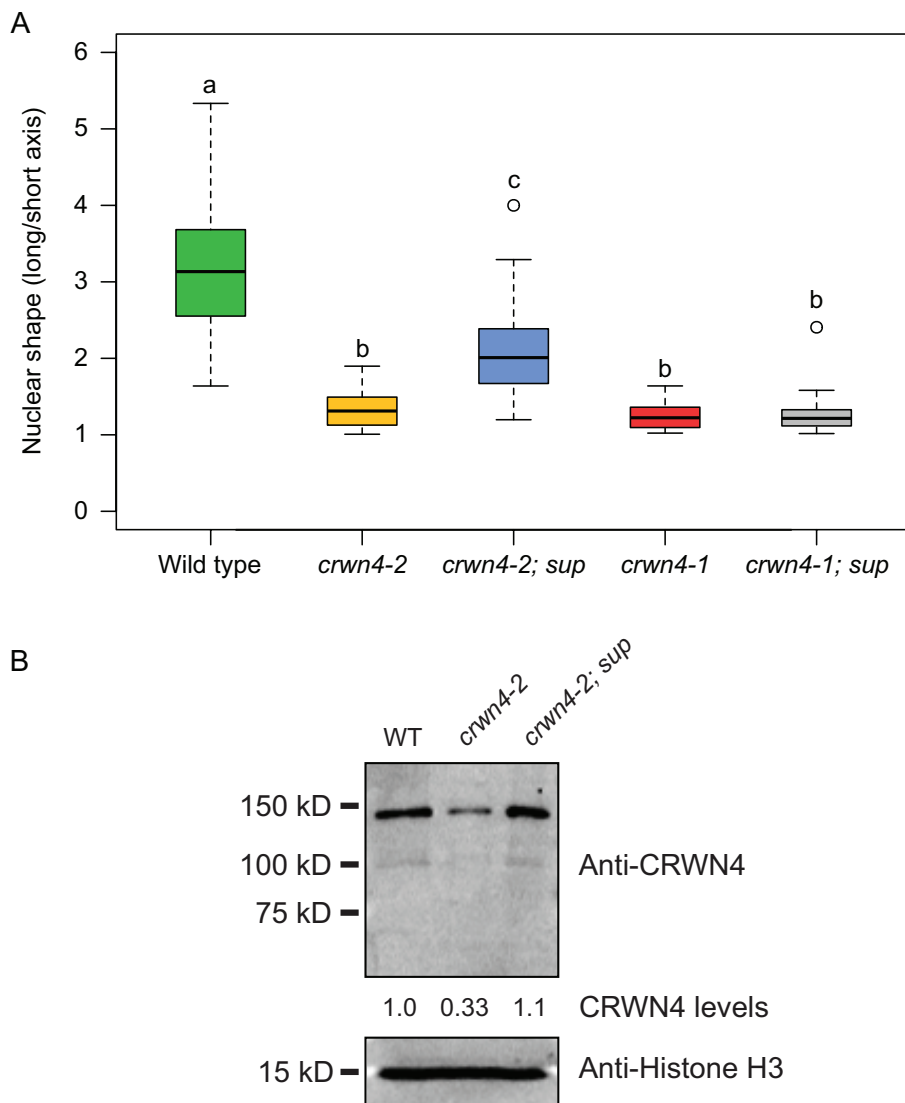 A
Nuclear shape (long/short axis)
6
5
4
3
2
1
0
a
b
c
b
b
Wild type
crwn4-2
crwn4-2; sup
crwn4-1
crwn4-1; sup
B
WT
crwn4-2
crwn4-2; sup
150 kD
100 kD
75 kD
Anti-CRWN4
1.0 0.33 1.1 CRWN4 levels
15 kD
Anti-Histone H3